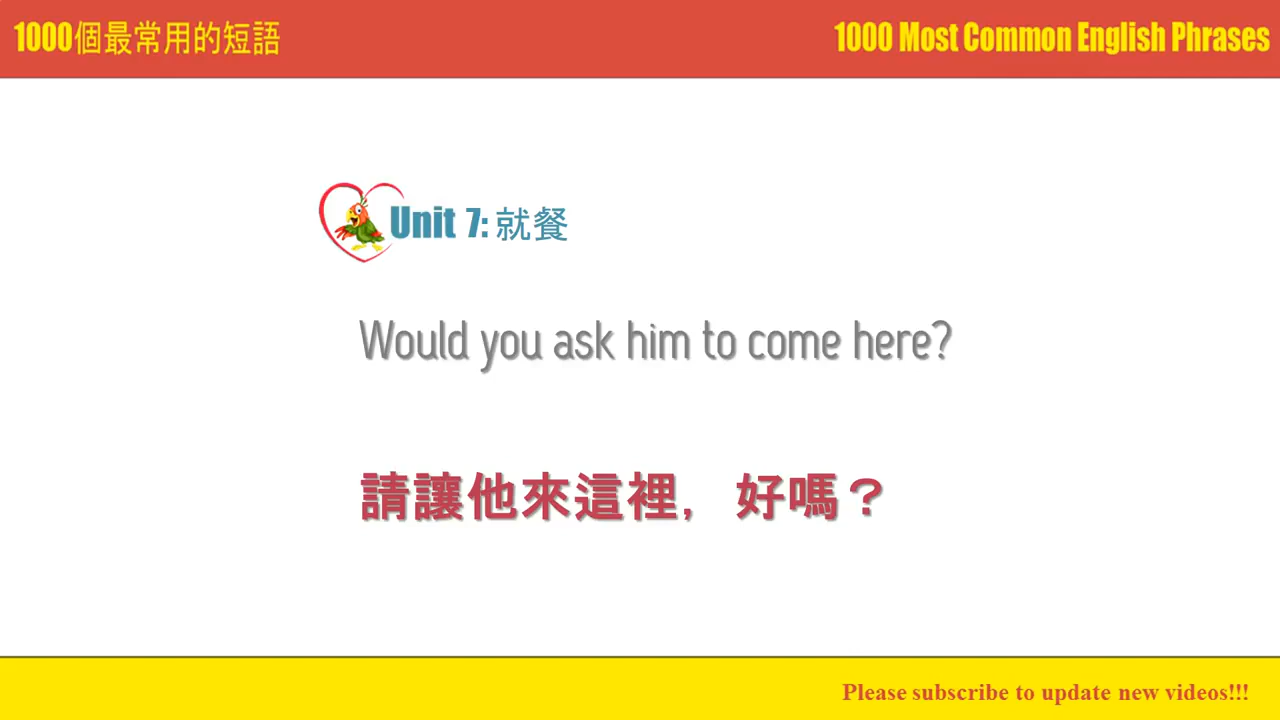 1000個最常用的短語
1000 Most Common English Phrases
Unit 7: 就餐
Would you ask him to come here?
請讓他來這裡，好嗎？
Please subscribe to update new videos!!!